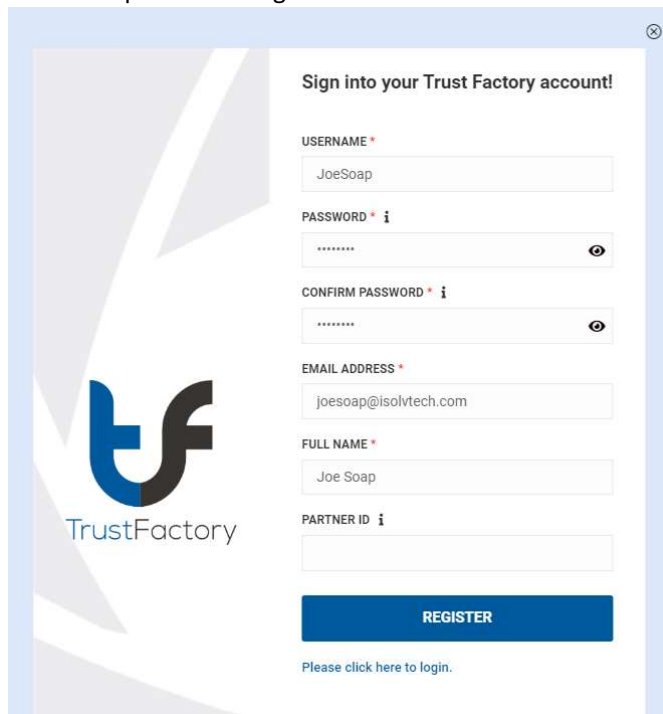 Sign into your Trust Factory account!
USERNAME *
JoeSoap
PASSWORD * i
••••••••
CONFIRM PASSWORD * i
••••••••
EMAIL ADDRESS *
joesoap@isolvtech.com
FULL NAME *
Joe Soap
PARTNER ID i
REGISTER
Please click here to login.
tf
TrustFactory